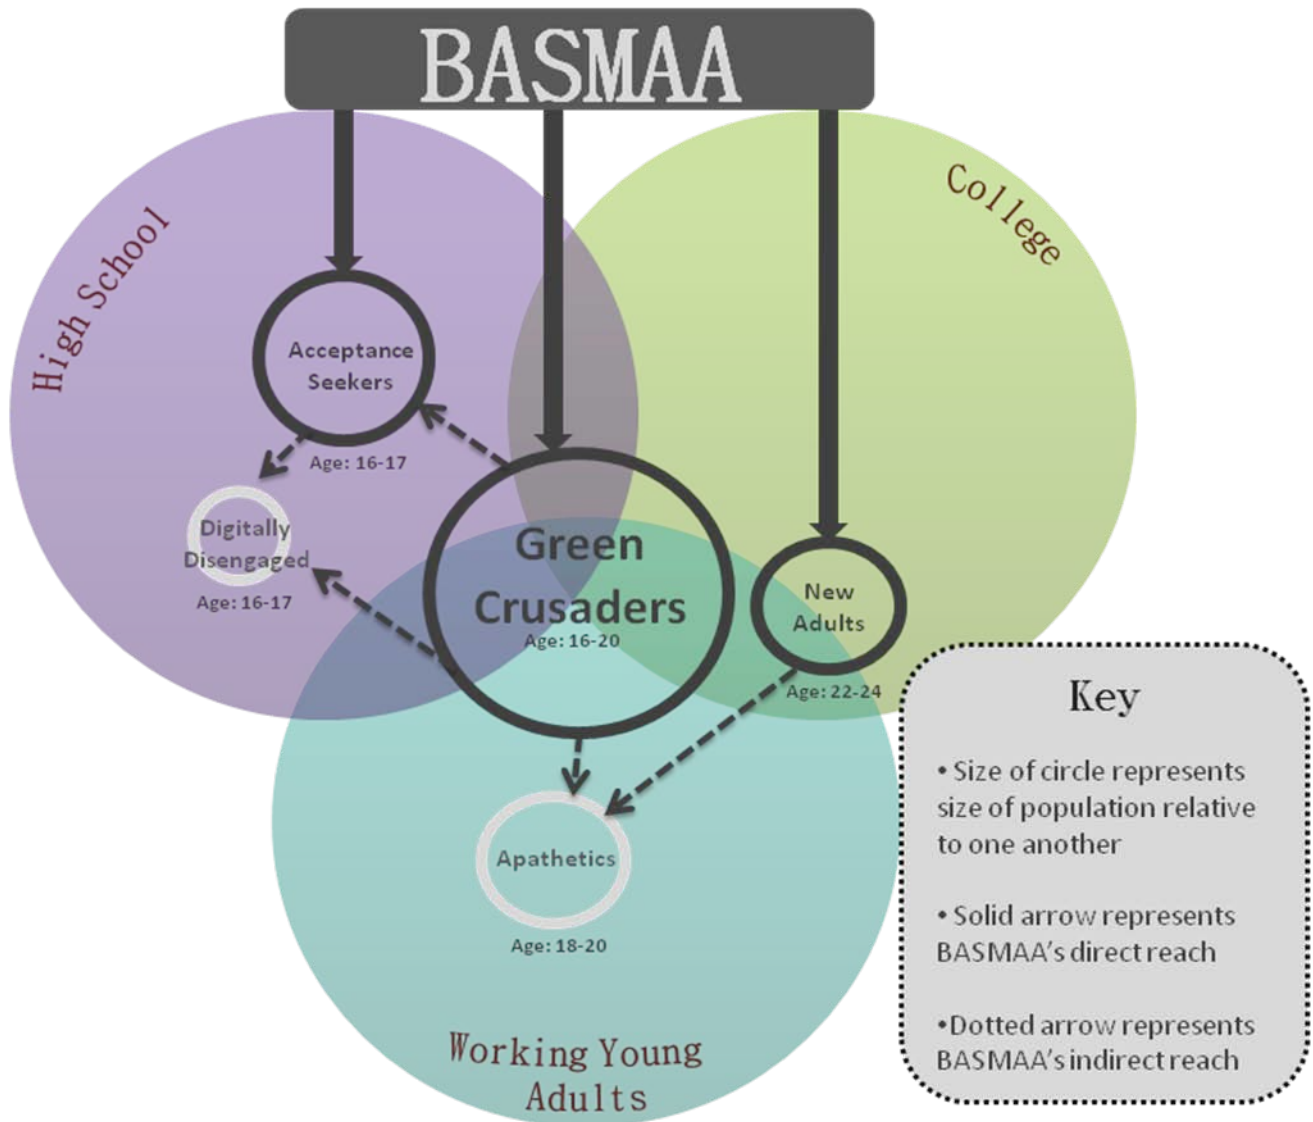 BASMAA
High School
College
Acceptance
Seekers
Age: 16-17
Digitally
Disengaged
Age: 16-17
Green
Crusaders
Age: 16-20
New
Adults
Age: 22-24
Apathetics
Age: 18-20
Working Young
Adults
Key
• Size of circle represents
size of population relative
to one another
• Solid arrow represents
BASMAA's direct reach
•Dotted arrow represents
BASMAA's indirect reach